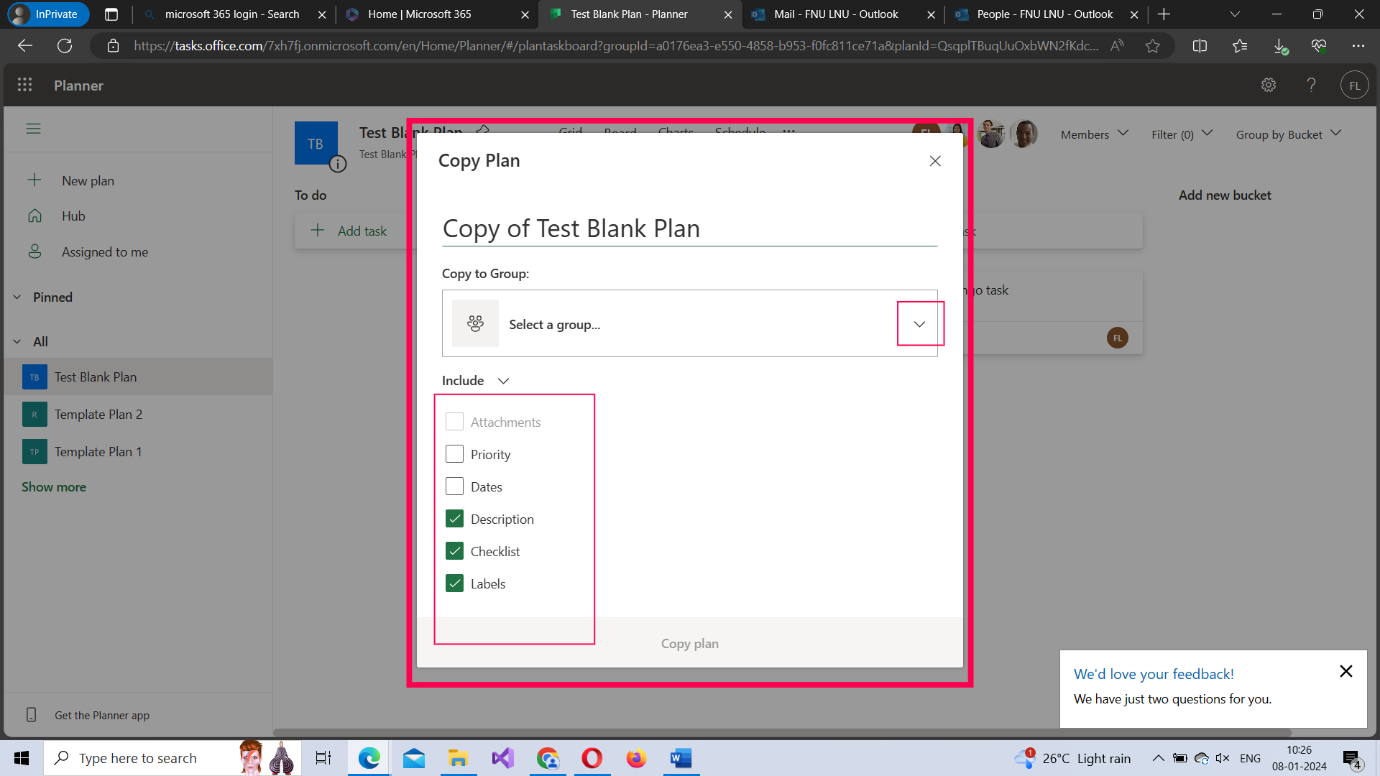 InPrivate
microsoft 365 login - Search
Home | Microsoft 365
Test Blank Plan - Planner
Mail - FNU LNU - Outlook
People - FNU LNU - Outlook
https://tasks.office.com/7xh7fj.onmicrosoft.com/en/Home/Planner/#/plantaskboard?groupId=a0176ea3-e550-4858-b953-f0fc811ce71a&planId=QsqplTBuqUuOxbWN2fKdc...
Planner
FL
TB
Test Blank Plan
Grid Board Charts Schedule ...
FL
Members
Filter (0)
Group by Bucket
Test Blank
New plan
Hub
Assigned to me
Pinned
All
TB Test Blank Plan
R Template Plan 2
TP Template Plan 1
Show more
Get the Planner app
To do
Add task
Add new bucket
task
FL
Copy Plan
Copy of Test Blank Plan
Copy to Group:
Select a group...
Include
Attachments
Priority
Dates
Description
Checklist
Labels
Copy plan
We'd love your feedback!
We have just two questions for you.
Type here to search
1
26°C Light rain
ENG
10:26
08-01-2024
4